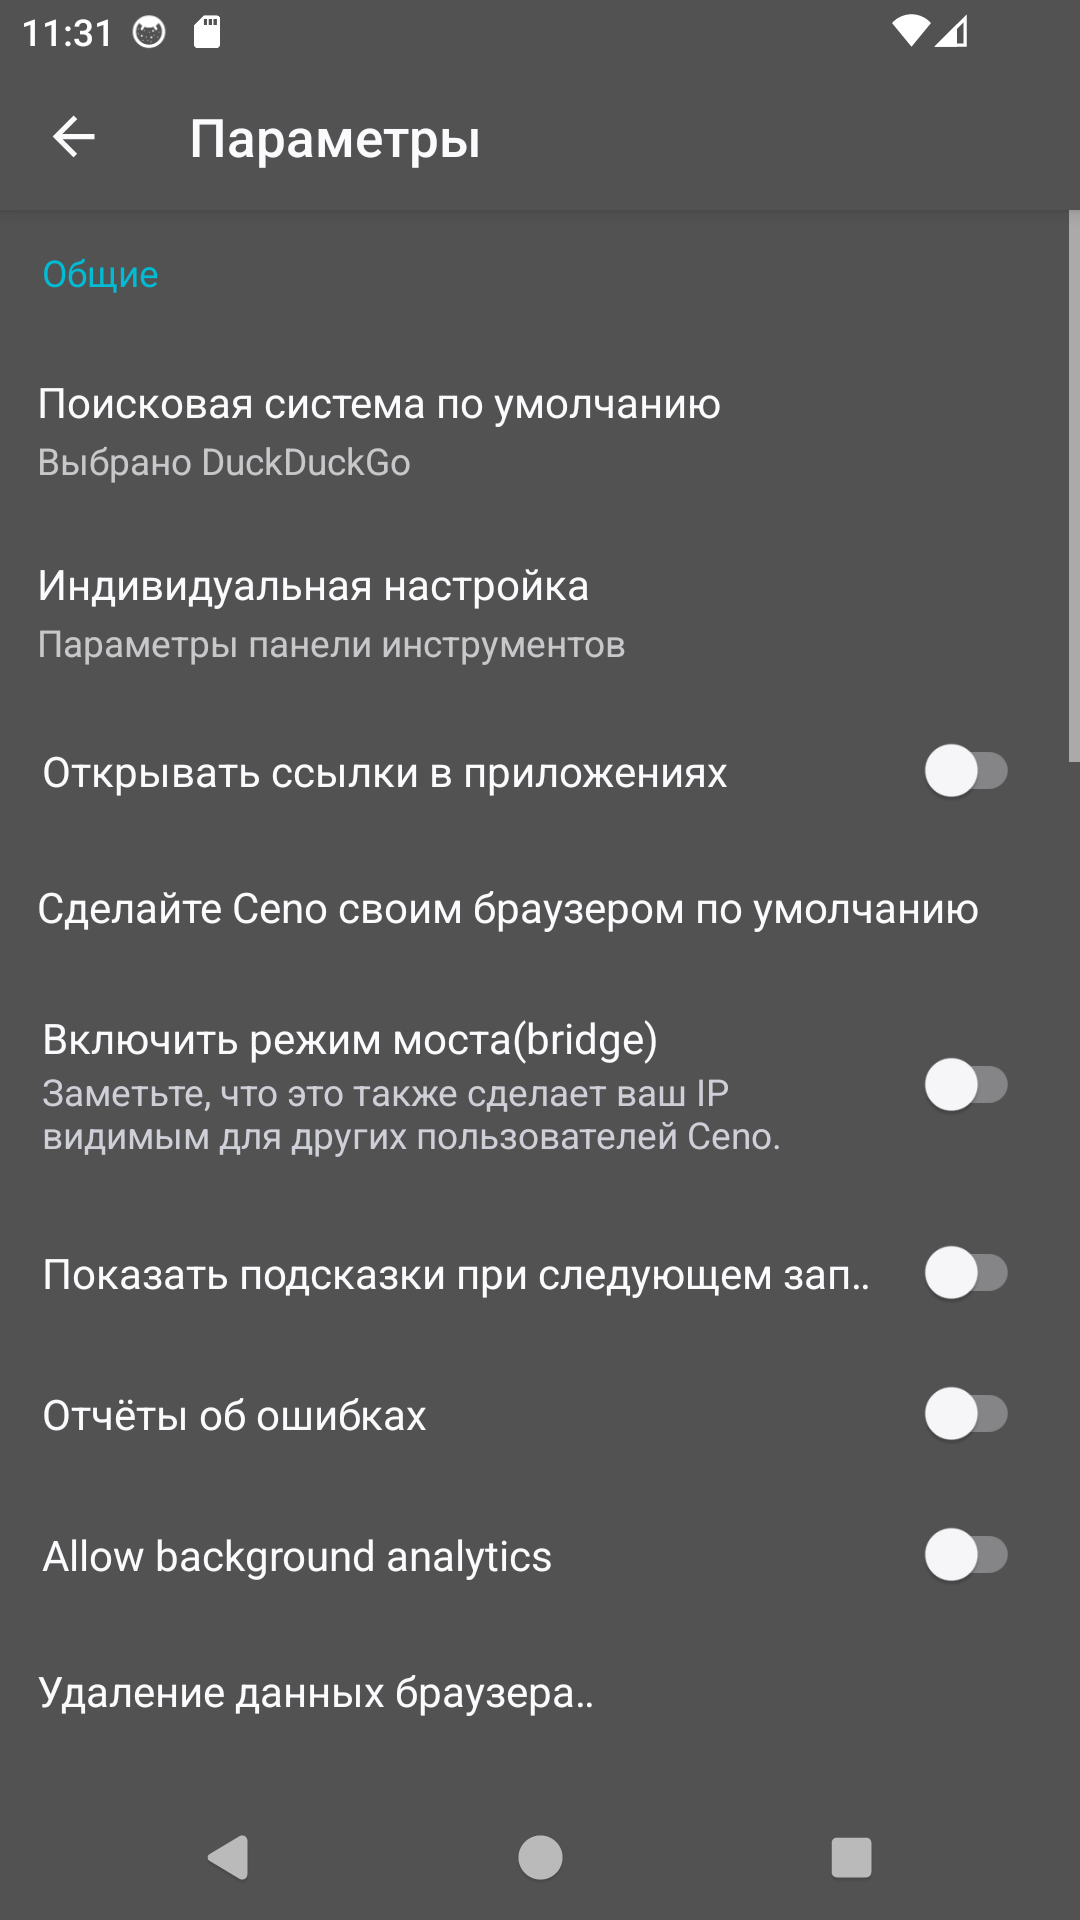 11:31
Параметры
Общие
Поисковая система по умолчанию
Выбрано DuckDuckGo
Индивидуальная настройка
Параметры панели инструментов
Открывать ссылки в приложениях
Сделайте Ceno своим браузером по умолчанию
Включить режим моста(bridge)
Заметьте, что это также сделает ваш IP
видимым для других пользователей Ceno.
Показать подсказки при следующем зап..
Отчёты об ошибках
Allow background analytics
Удаление данных браузера..